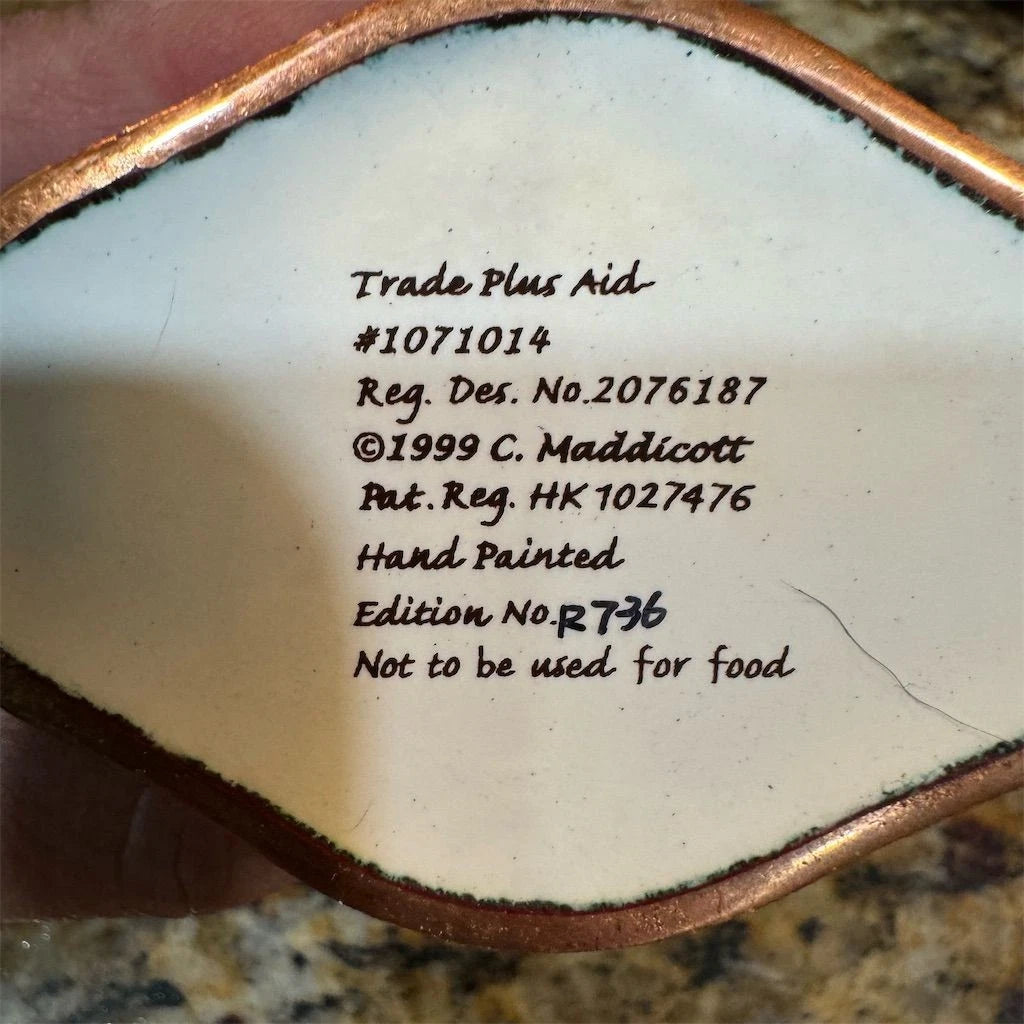 Trade Plus Aid
#1071014
Reg. Des. No.2076187
©1999 C. Maddicott
Pat. Reg. HK 1027476
Hand Painted
Edition No. R736
Not to be used for food